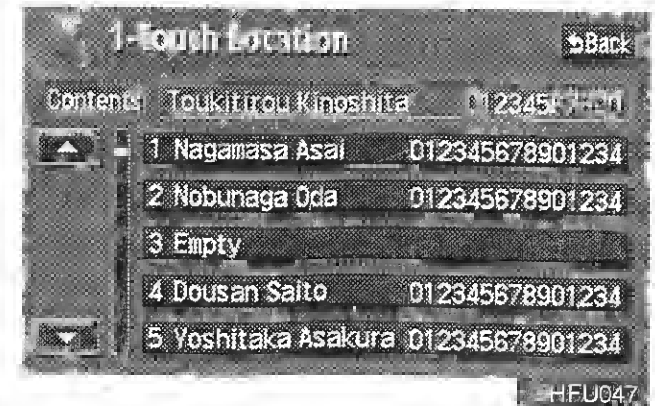 1-Touch Location
Back
Contents Toukitirou Kinoshita
1 Nagamasa Asai 012345678901234
2 Nobunaga Oda 012345678901234
3 Empty
4 Dousan Saito 012345678901234
5 Yoshitaka Asakura 012345678901234
HFU047